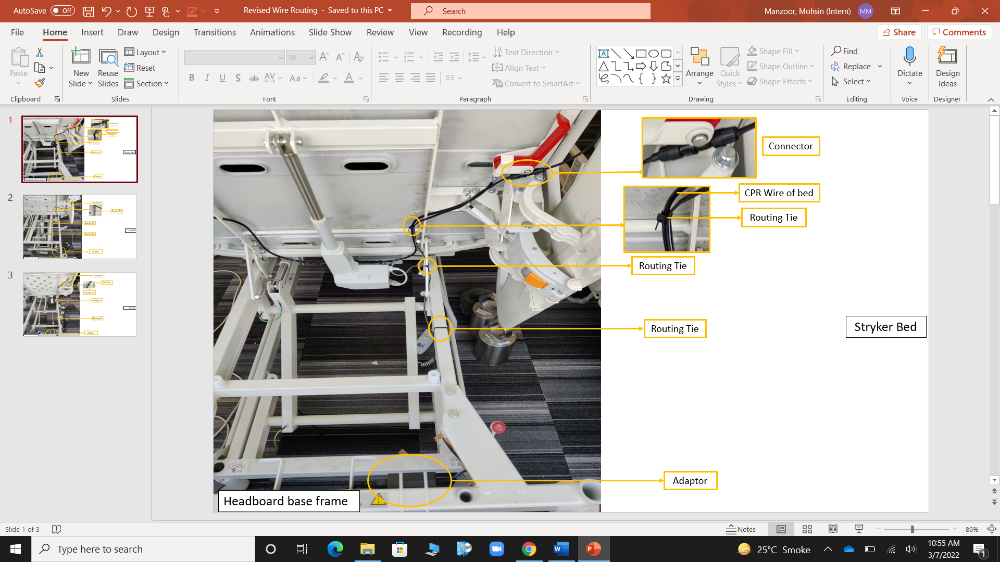 AutoSave Off
Revised Wire Routing - Saved to this PC
Search
Manzoor, Mohsin (Intern) MM
File Home Insert Draw Design Transitions Animations Slide Show Review View Recording Help
Share Comments
Paste
New Slide
Reuse Slides
Layout
Reset
Section
18
B I U S ab AV Aa A
Text Direction
Align Text
Convert to SmartArt
Arrange
Quick Styles
Shape Fill
Shape Outline
Shape Effects
Find
Replace
Select
Dictate
Design Ideas
Clipboard Slides Font Paragraph Drawing Editing Voice Designer
1
2
3
Connector
CPR Wire of bed
Routing Tie
Routing Tie
Routing Tie
Stryker Bed
Adaptor
Headboard base frame
Slide 1 of 3
Notes
86%
Type here to search
25°C Smoke
10:55 AM
3/7/2022
1